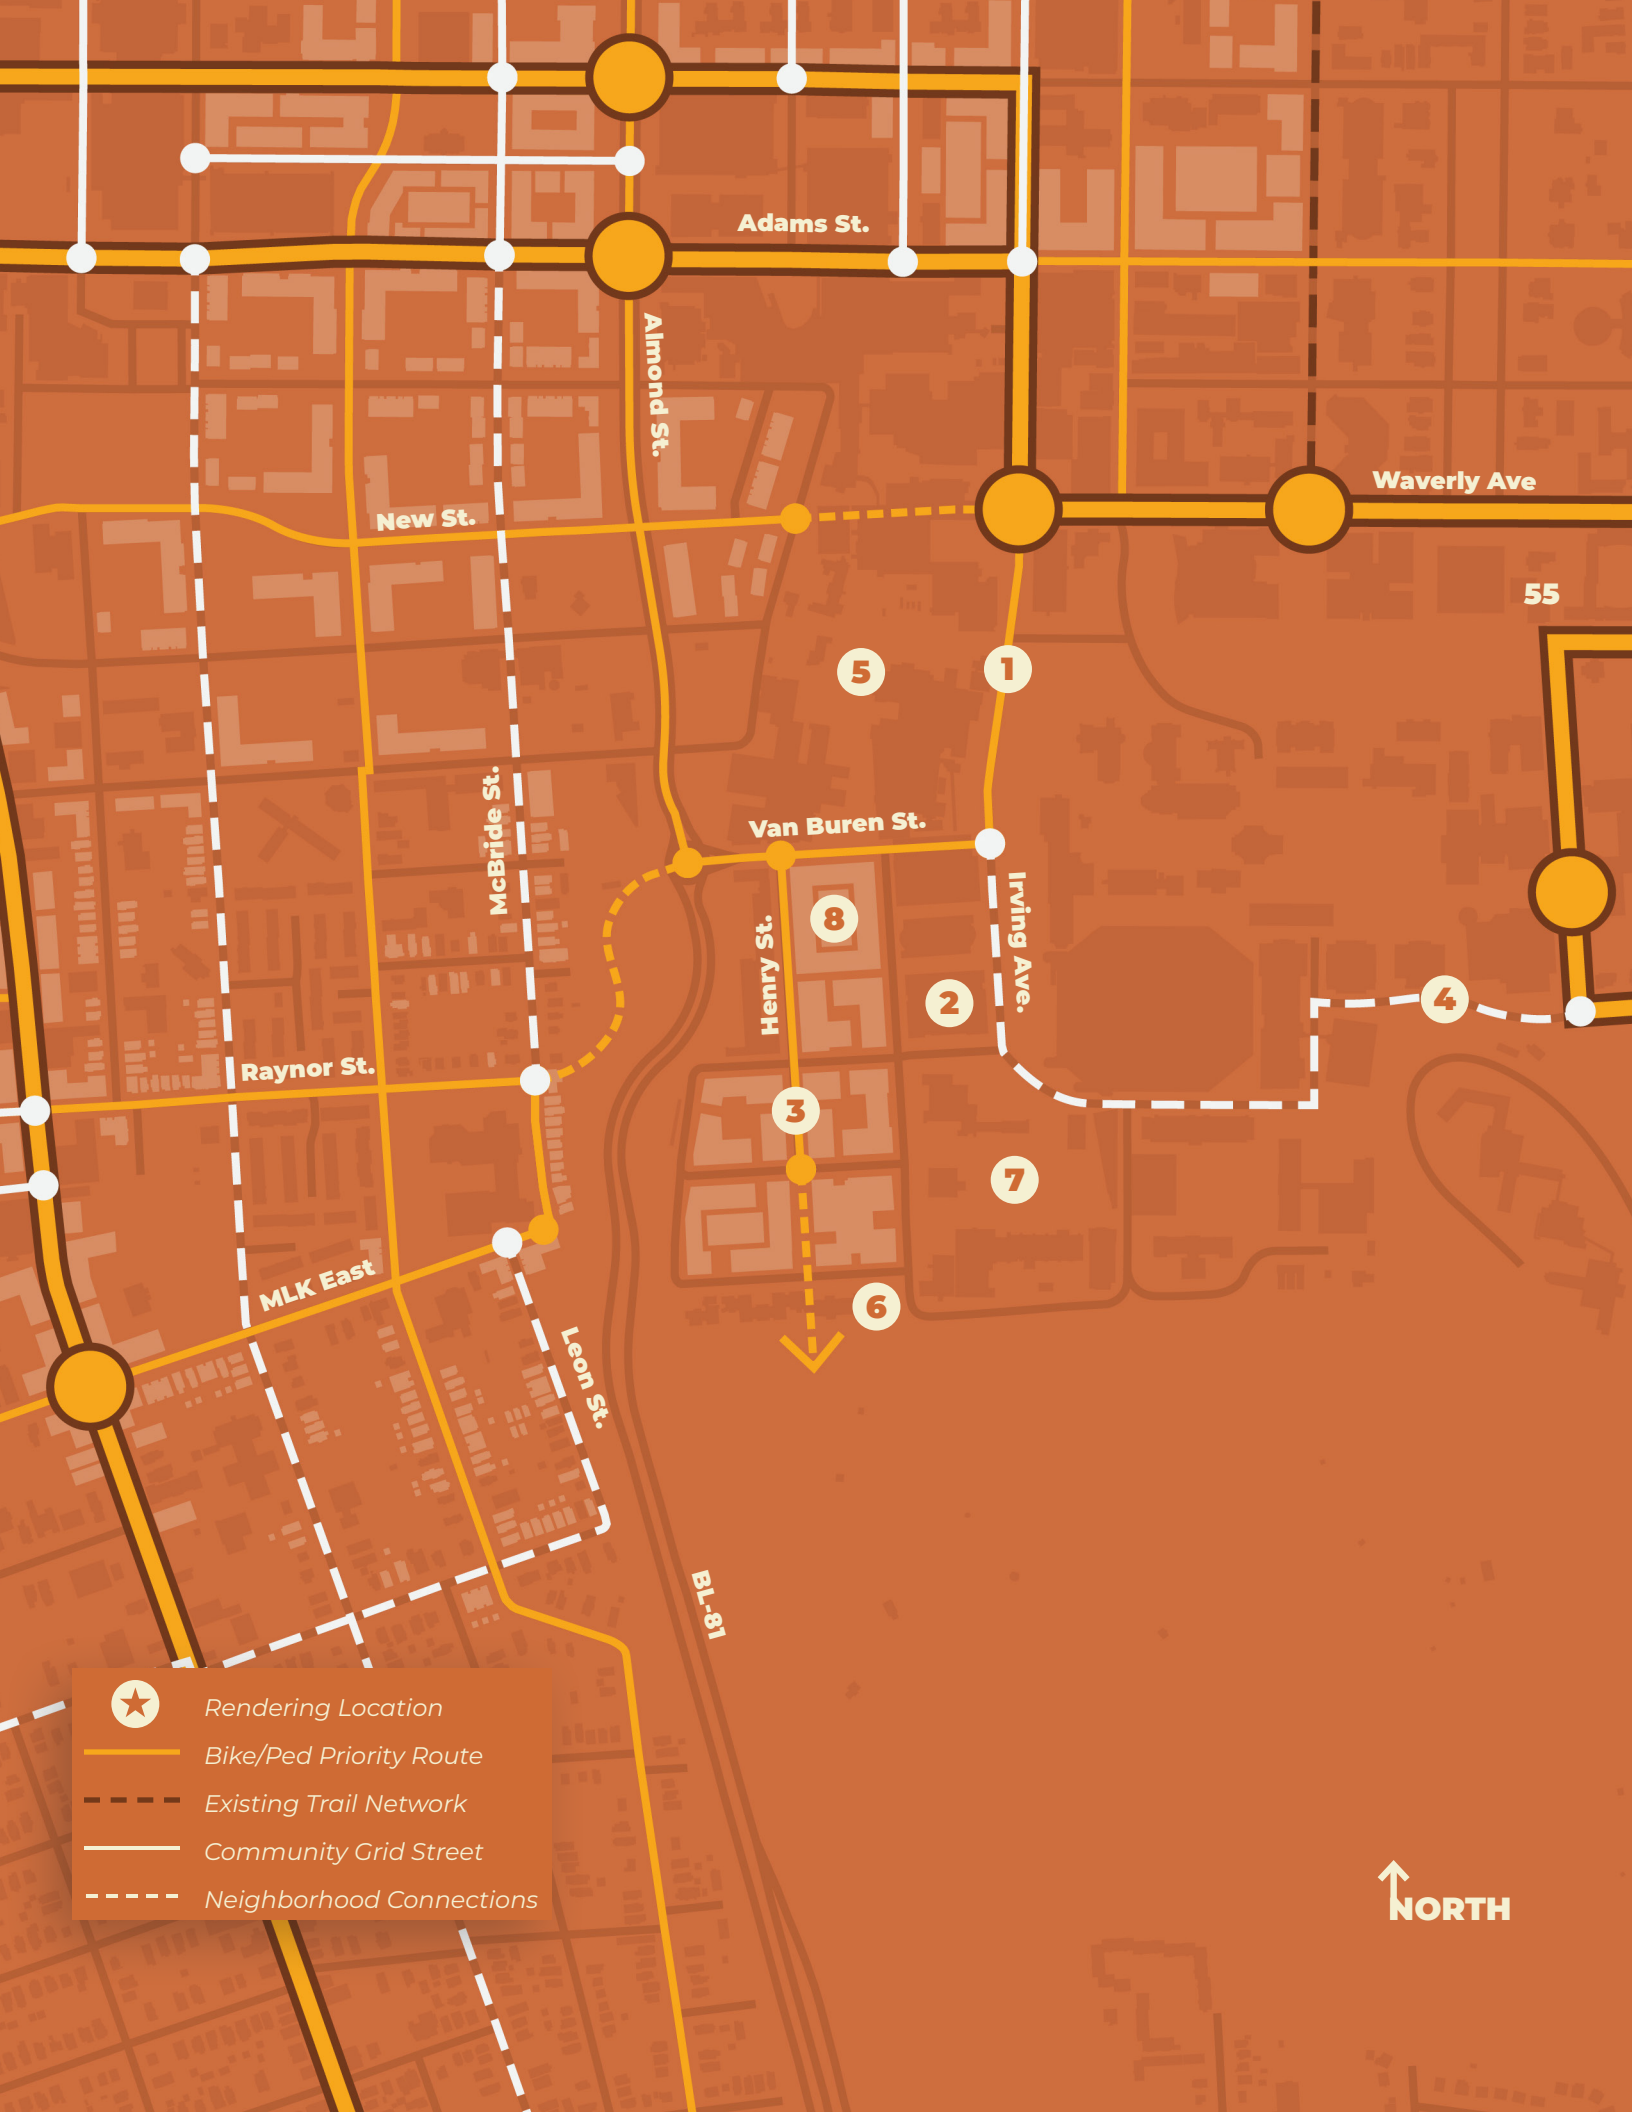 Adams St.
Almond St.
Waverly Ave
New St.
55
5
1
McBride St.
Van Buren St.
Irving Ave.
Henry St.
8
2
4
Raynor St.
3
7
MLK East
6
Leon St.
BL-81
Rendering Location
Bike/Ped Priority Route
Existing Trail Network
Community Grid Street
Neighborhood Connections
NORTH